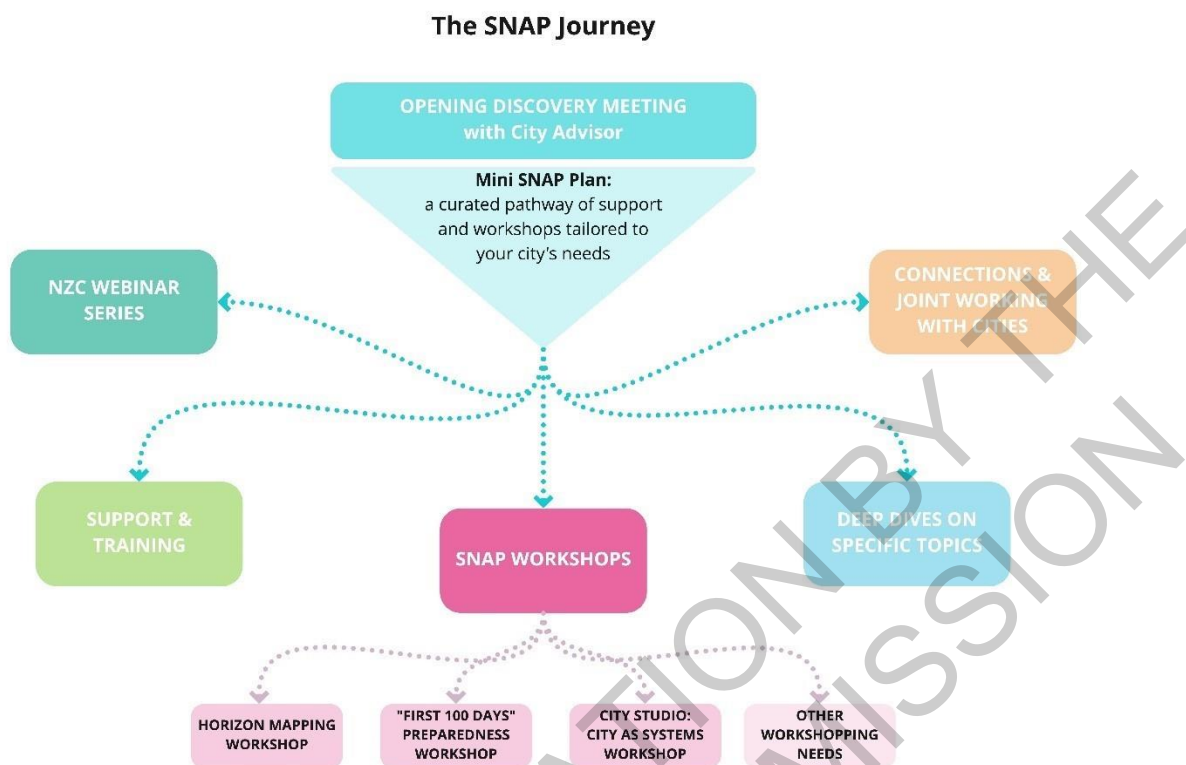 The SNAP Journey
OPENING DISCOVERY MEETING
with City Advisor
Mini SNAP Plan:
a curated pathway of support
and workshops tailored to
your city's needs
NZC WEBINAR
SERIES
CONNECTIONS &
JOINT WORKING
WITH CITIES
SUPPORT &
TRAINING
SNAP WORKSHOPS
DEEP DIVES ON
SPECIFIC TOPICS
HORIZON MAPPING
WORKSHOP
"FIRST 100 DAYS"
PREPAREDNESS
WORKSHOP
CITY STUDIO:
CITY AS SYSTEMS
WORKSHOP
OTHER
WORKSHOPPING
NEEDS
BY THE
MISSION